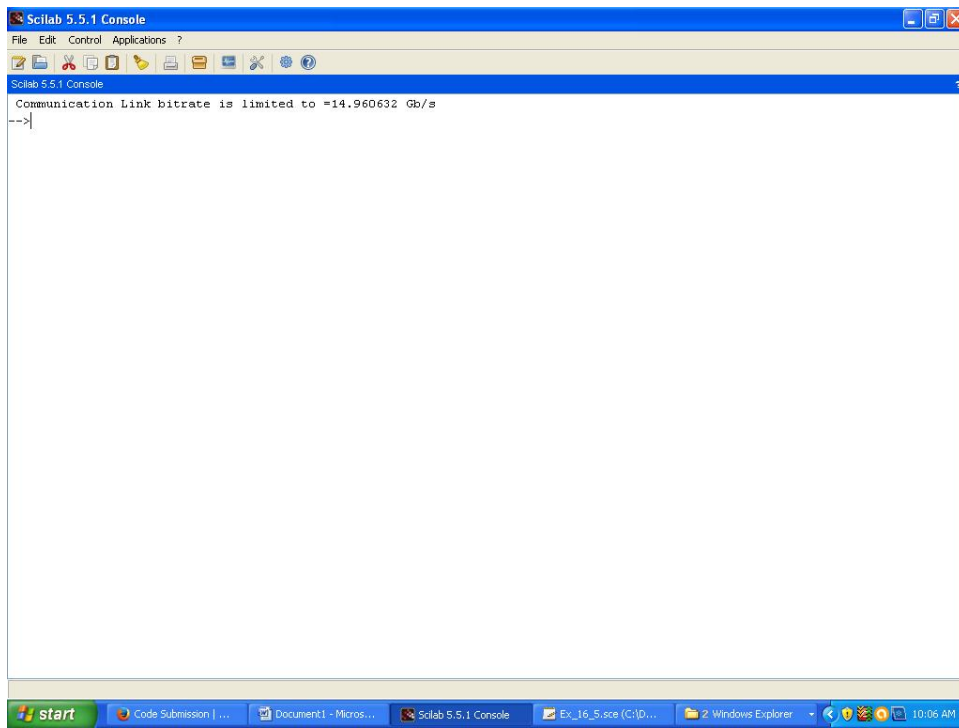 Scilab 5.5.1 Console
File Edit Control Applications ?
Scilab 5.5.1 Console ?
Communication Link bitrate is limited to =14.960632 Gb/s
-->
start Code Submission | ... Document1 - Micros... Scilab 5.5.1 Console Ex_16_5.sce (C:\D... 2 Windows Explorer 10:06 AM